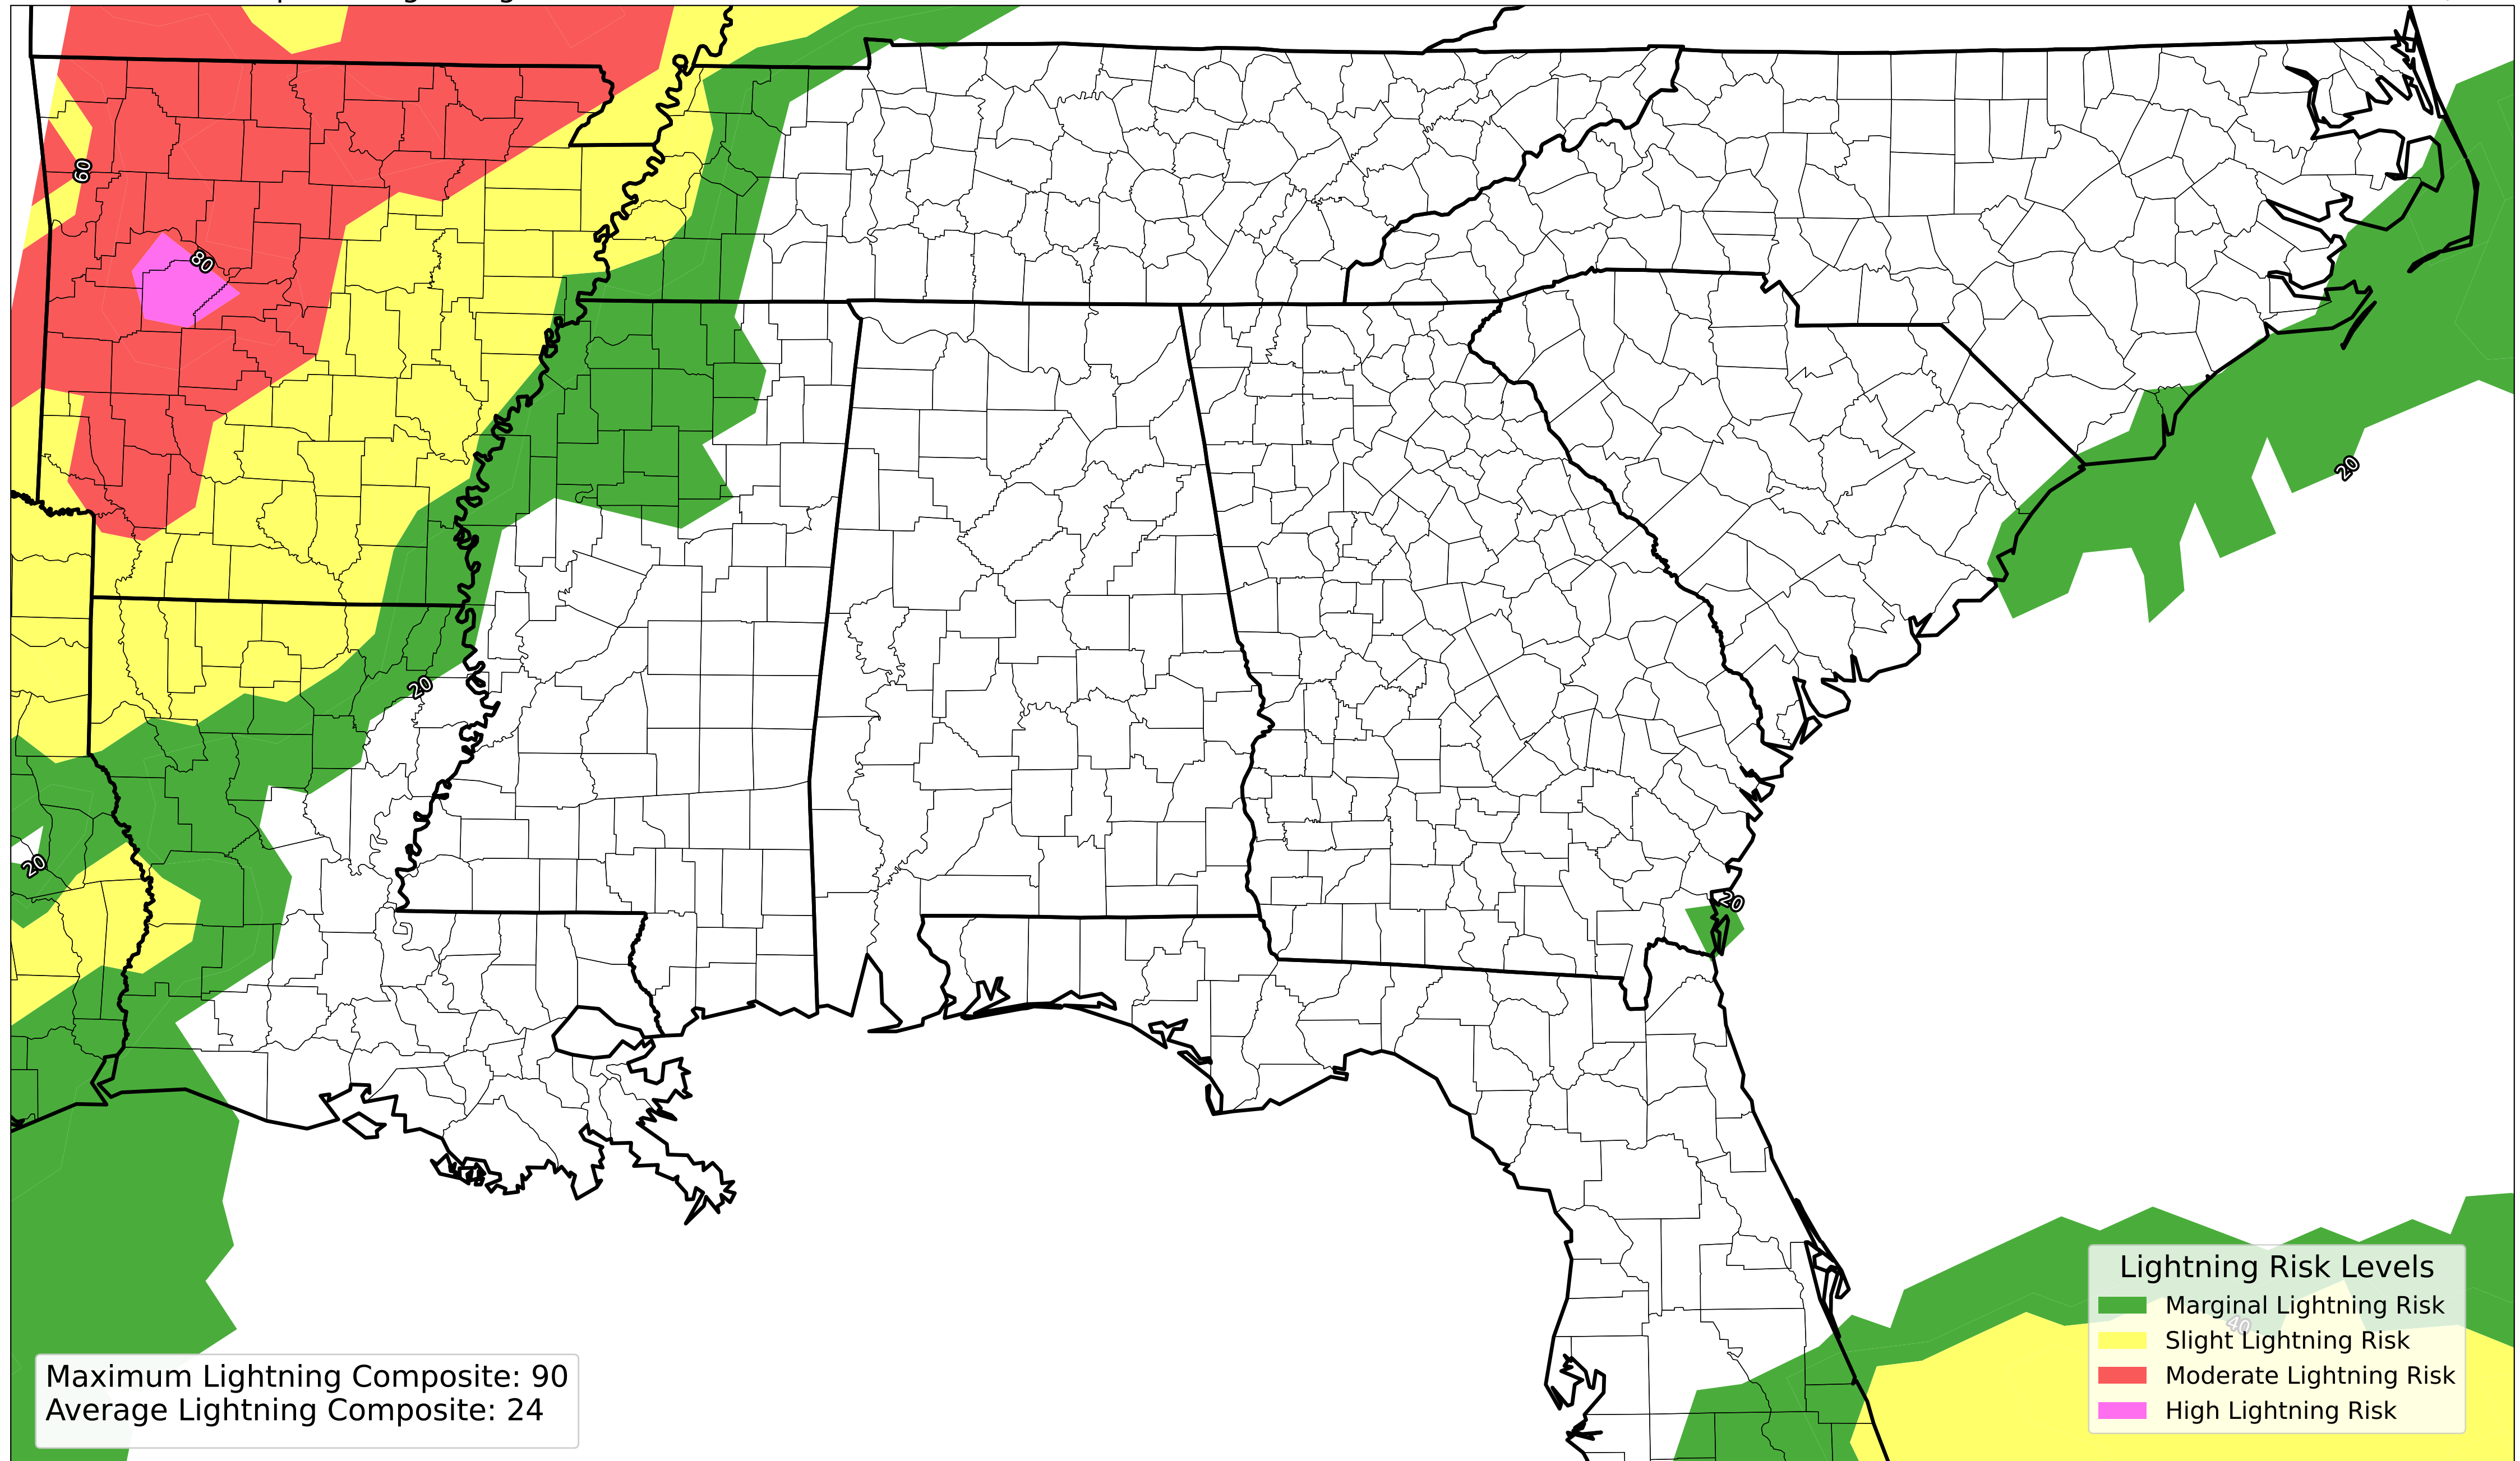 60
80
20
20
20
20
40
Lightning Risk Levels
Marginal Lightning Risk
Slight Lightning Risk
Moderate Lightning Risk
High Lightning Risk
Maximum Lightning Composite: 90
Average Lightning Composite: 24